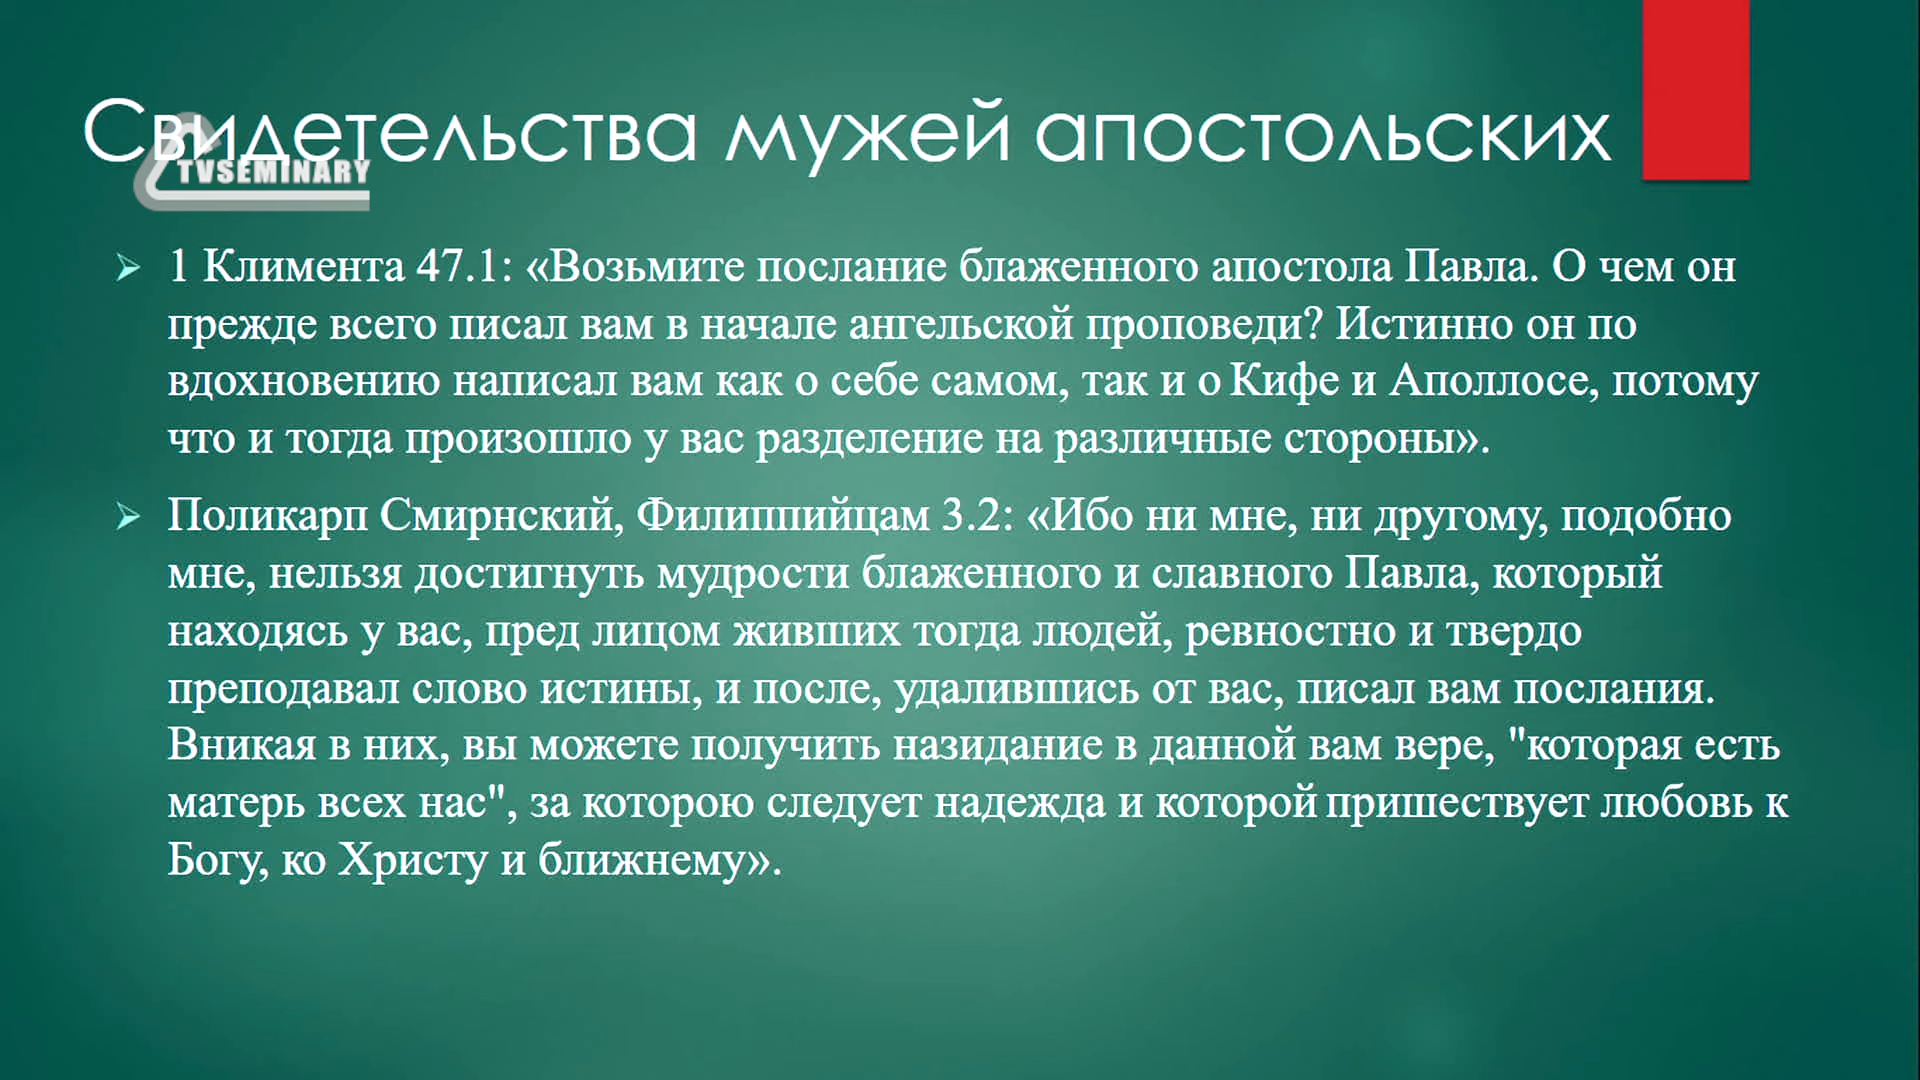 Свидетельства мужей апостольских
TVSEMINARY
1 Климента 47.1: «Возьмите послание блаженного апостола Павла. О чем он
прежде всего писал вам в начале ангельской проповеди? Истинно он по
вдохновению написал вам как о себе самом, так и о Кифе и Аполлосе, потому
что и тогда произошло у вас разделение на различные стороны».
Поликарп Смирнский, Филиппийцам 3.2: «Ибо ни мне, ни другому, подобно
мне, нельзя достигнуть мудрости блаженного и славного Павла, который
находясь у вас, пред лицом живших тогда людей, ревностно и твердо
преподавал слово истины, и после, удалившись от вас, писал вам послания.
Вникая в них, вы можете получить назидание в данной вам вере, "которая есть
матерь всех нас", за которою следует надежда и которой пришествует любовь к
Богу, ко Христу и ближнему».